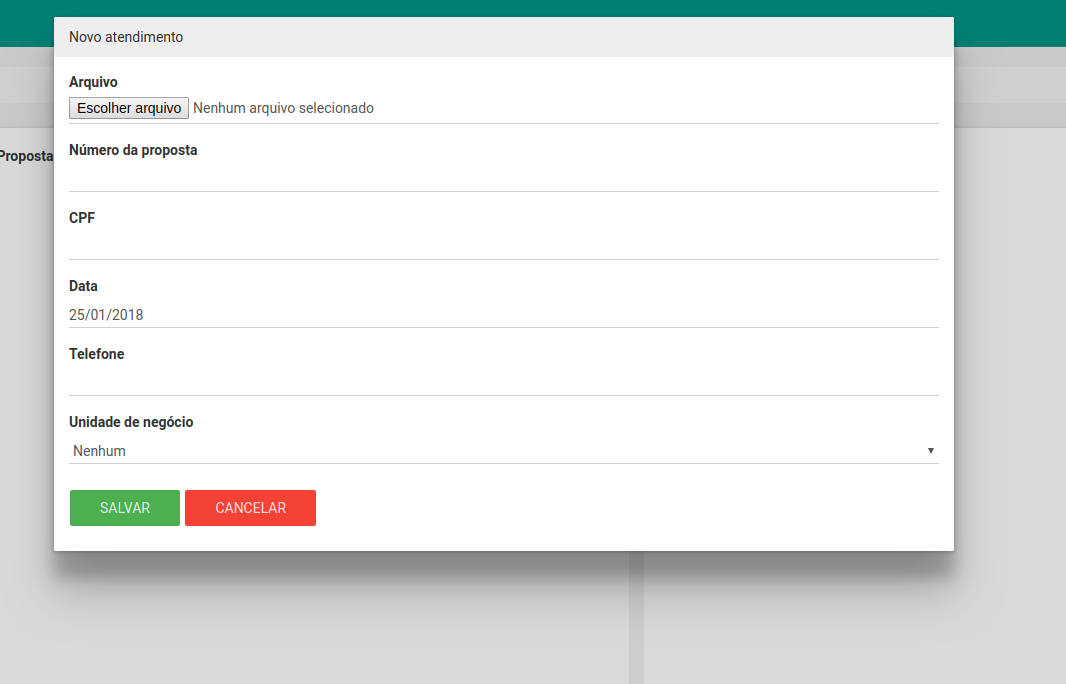 Novo atendimento
Arquivo
Escolher arquivo Nenhum arquivo selecionado
Número da proposta
Proposta
CPF
Data
25/01/2018
Telefone
Unidade de negócio
Nenhum
SALVAR CANCELAR